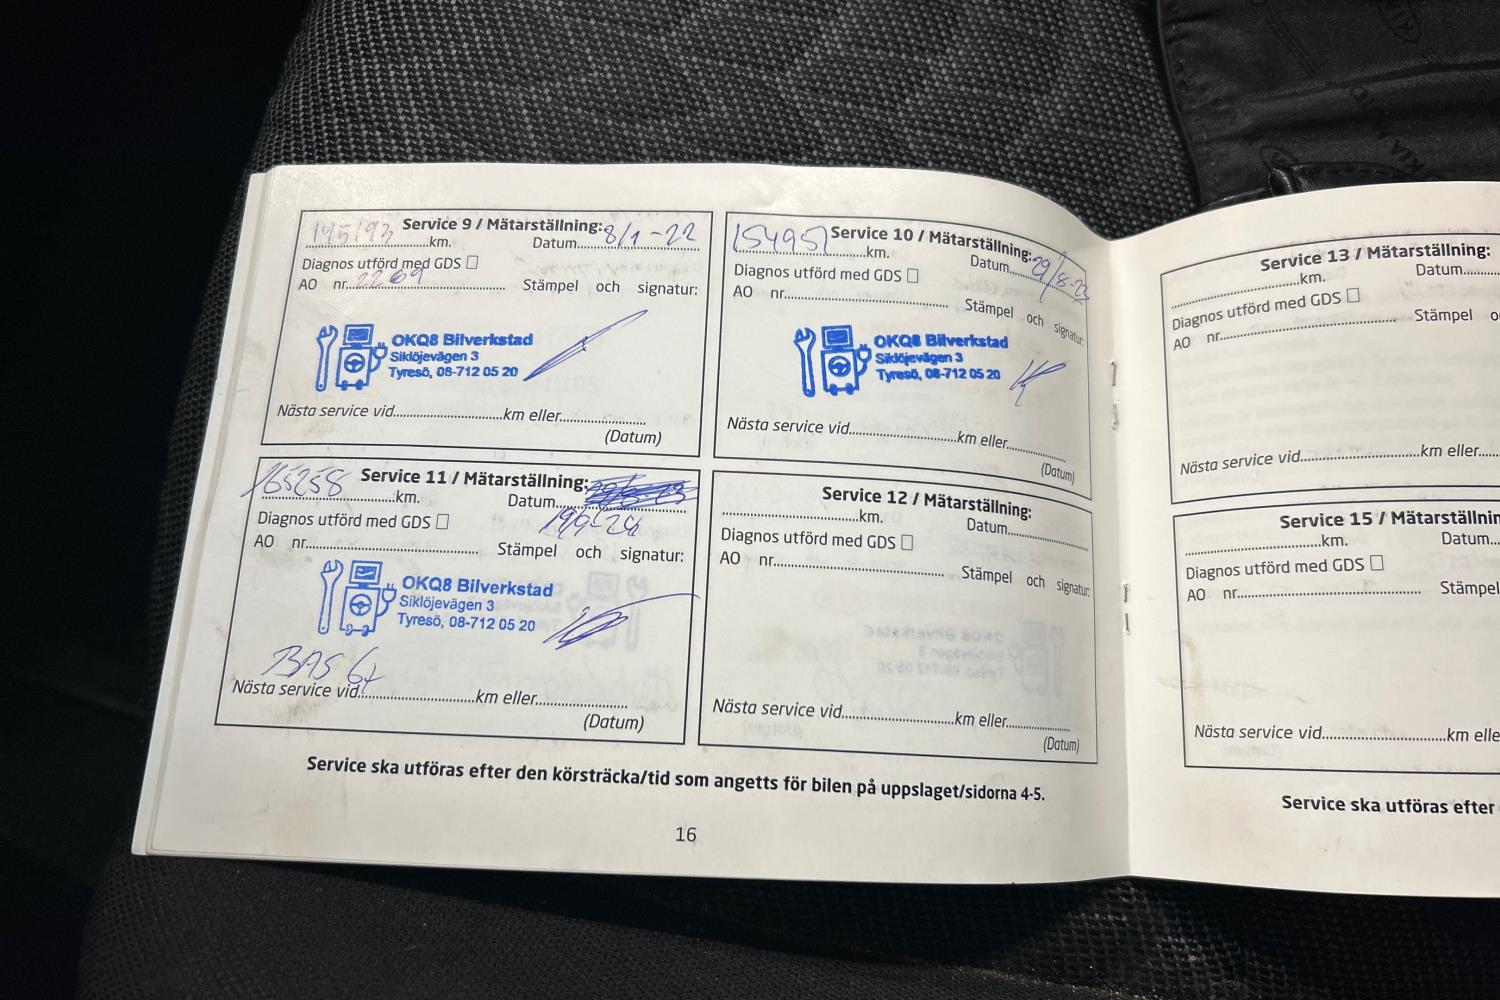 Service 9 / Mätarställning:
145193 km. Datum 8/1-22
Diagnos utförd med GDS
AO nr. 2269 Stämpel och signatur:
OKQ8 Bilverkstad
Siklöjevägen 3
Tyresö, 08-712 05 20
Nästa service vid km eller
(Datum)
Service 10 / Mätarställning:
154951 km. Datum 29/8-23
Diagnos utförd med GDS
AO nr. Stämpel och signatur:
OKQ8 Bilverkstad
Siklöjevägen 3
Tyresö, 08-712 05 20
Nästa service vid km eller
(Datum)
Service 11 / Mätarställning:
165258 km. Datum
Diagnos utförd med GDS
AO nr. Stämpel och signatur:
OKQ8 Bilverkstad
Siklöjevägen 3
Tyresö, 08-712 05 20
BAS
Nästa service vid km eller
(Datum)
Service 12 / Mätarställning:
km. Datum
Diagnos utförd med GDS
AO nr. Stämpel och signatur:
Nästa service vid km eller
(Datum)
Service ska utföras efter den körsträcka/tid som angetts för bilen på uppslaget/sidorna 4-5.
16
Service 13 / Mätarställning:
km. Datum
Diagnos utförd med GDS
AO nr. Stämpel
Nästa service vid km eller
Service 15 / Mätarställnin
km. Datum
Diagnos utförd med GDS
AO nr. Stämpel
Nästa service vid km elle
Service ska utföras efter
KIA